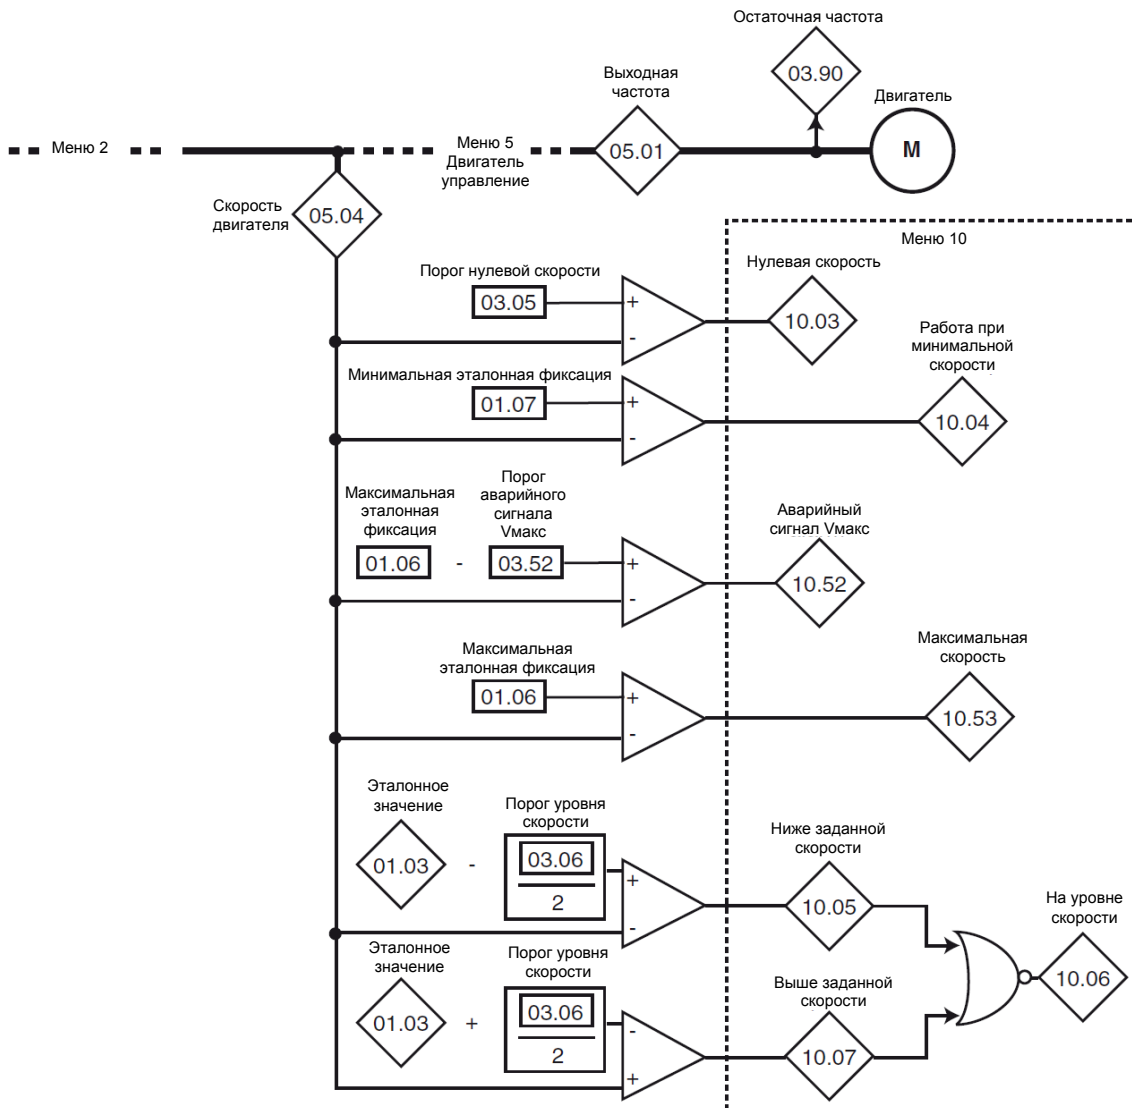 Остаточная частота
03.90
Выходная
частота
05.01
Двигатель
M
Меню 2
Меню 5
Двигатель
управление
Скорость
двигателя
05.04
Меню 10
Порог нулевой скорости
03.05
+
-
Нулевая скорость
10.03
Минимальная эталонная фиксация
01.07
+
-
Работа при
минимальной
скорости
10.04
Максимальная
эталонная
фиксация
01.06
-
Порог
аварийного
сигнала
Vмакс
03.52
+
-
Аварийный
сигнал Vмакс
10.52
Максимальная
эталонная фиксация
01.06
+
-
Максимальная
скорость
10.53
Эталонное
значение
01.03
-
Порог уровня
скорости
03.06
2
+
-
Ниже заданной
скорости
10.05
На уровне
скорости
10.06
Эталонное
значение
01.03
+
Порог уровня
скорости
03.06
2
-
+
Выше заданной
скорости
10.07